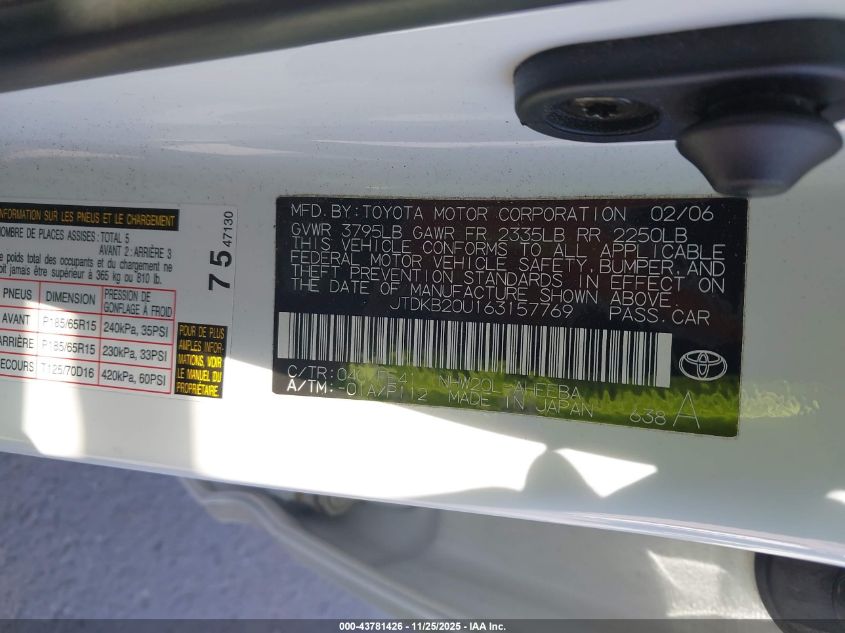 INFORMATION SUR LES PNEUS ET LE CHARGEMENT
NOMBRE DE PLACES ASSISES: TOTAL 5
AVANT 2: ARRIÈRE 3
poids total des occupants et du chargement ne
doit jamais être supérieur à 365 kg ou 810 lb.
PNEUS DIMENSION PRESSION DE GONFLAGE À FROID
AVANT P185/65R15 240kPa, 35PSI
ARRIÈRE P185/65R15 230kPa, 33PSI
SECOURS T125/70D16 420kPa, 60PSI
75 47130
POUR PLUS
INFORMATIONS, VOIR
LE MANUEL DU
PROPRIÉTAIRE
MFD. BY: TOYOTA MOTOR CORPORATION 02/06
GVWR 3795LB GAWR FR 2335LB RR 2250LB
THIS VEHICLE CONFORMS TO ALL APPLICABLE
FEDERAL MOTOR VEHICLE SAFETY, BUMPER, AND
THEFT PREVENTION STANDARDS IN EFFECT ON
THE DATE OF MANUFACTURE SHOWN ABOVE.
JTDKB20U163157769 PASS. CAR
C/TR: NHW20L-AHEEBA
A/TM:-01A/P112 MADE IN JAPAN
638 A
TOYOTA
000-43781426 - 11/25/2025 - IAA Inc.